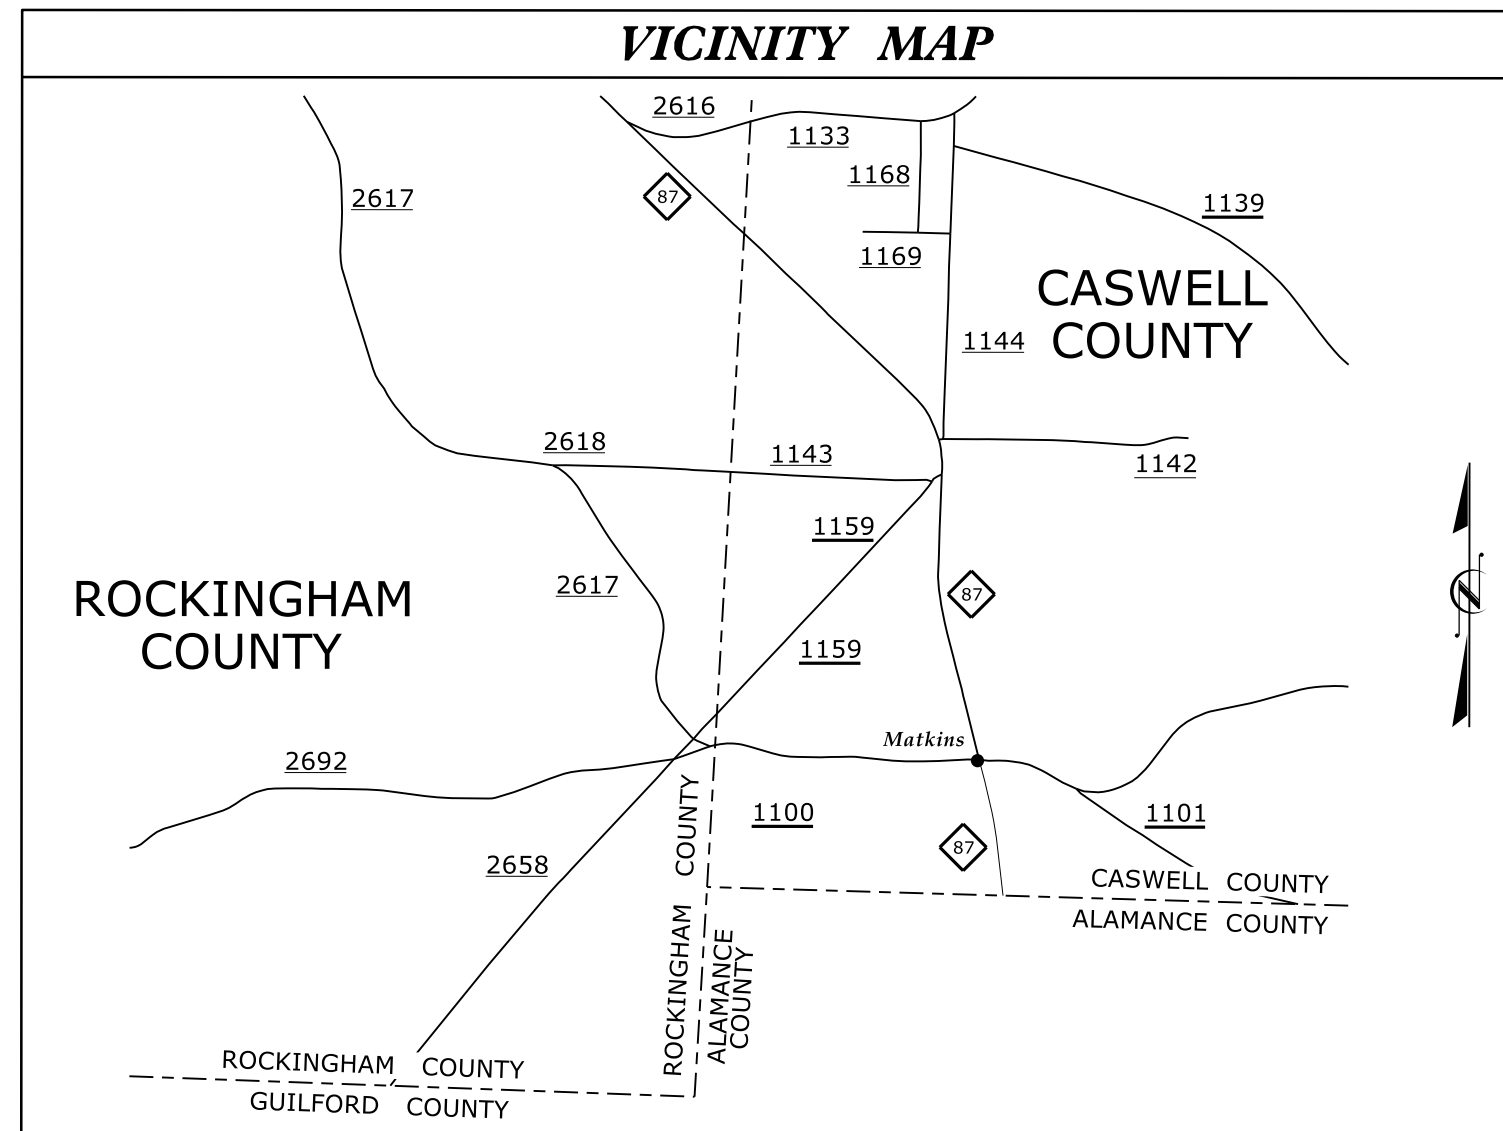 VICINITY MAP
2616
1133
2617
87
1168
1139
1169
CASWELL
COUNTY
1144
2618
1143
1142
1159
ROCKINGHAM
COUNTY
2617
87
1159
N
Matkins
2692
1100
1101
87
2658
ROCKINGHAM COUNTY
ALAMANCE
COUNTY
CASWELL COUNTY
ALAMANCE COUNTY
ROCKINGHAM COUNTY
GUILFORD COUNTY